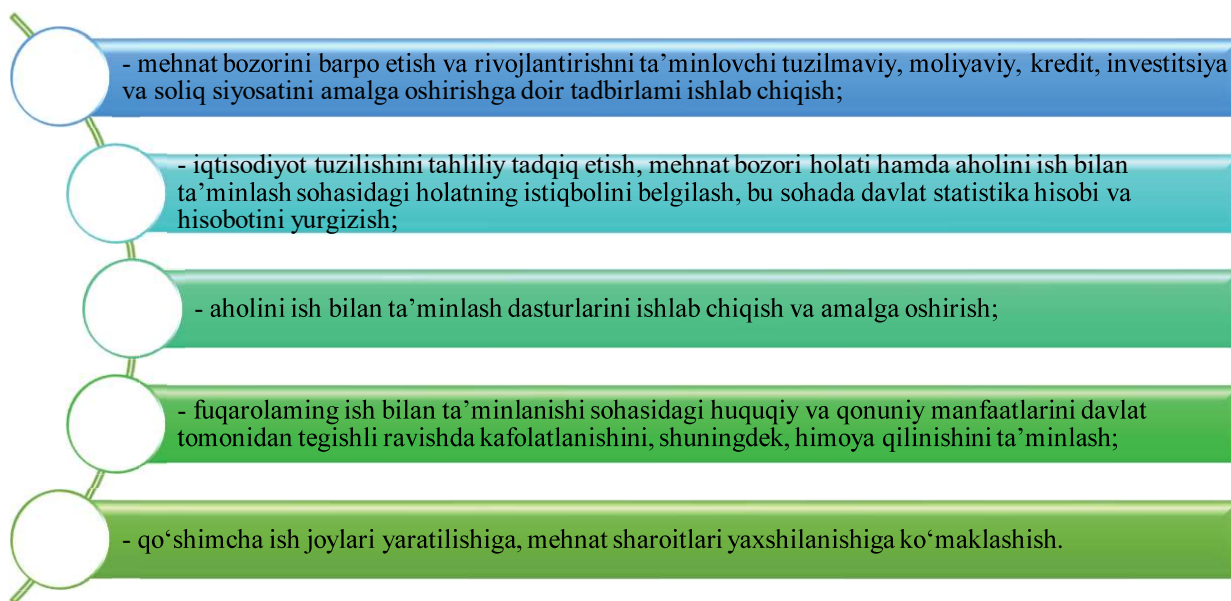 - mehnat bozorini barpo etish va rivojlantirishni ta’minlovchi tuzilmaviy, moliyaviy, kredit, investitsiya
va soliq siyosatini amalga oshirishga doir tadbirlami ishlab chiqish;
- iqtisodiyot tuzilishini tahliliy tadqiq etish, mehnat bozori holati hamda aholini ish bilan
ta’minlash sohasidagi holatning istiqbolini belgilash, bu sohada davlat statistika hisobi va
hisobotini yurgizish;
- aholini ish bilan ta’minlash dasturlarini ishlab chiqish va amalga oshirish;
- fuqarolaming ish bilan ta’minlanishi sohasidagi huquqiy va qonuniy manfaatlarini davlat
tomonidan tegishli ravishda kafolatlanishini, shuningdek, himoya qilinishini ta’minlash;
- qo‘shimcha ish joylari yaratilishiga, mehnat sharoitlari yaxshilanishiga ko‘maklashish.